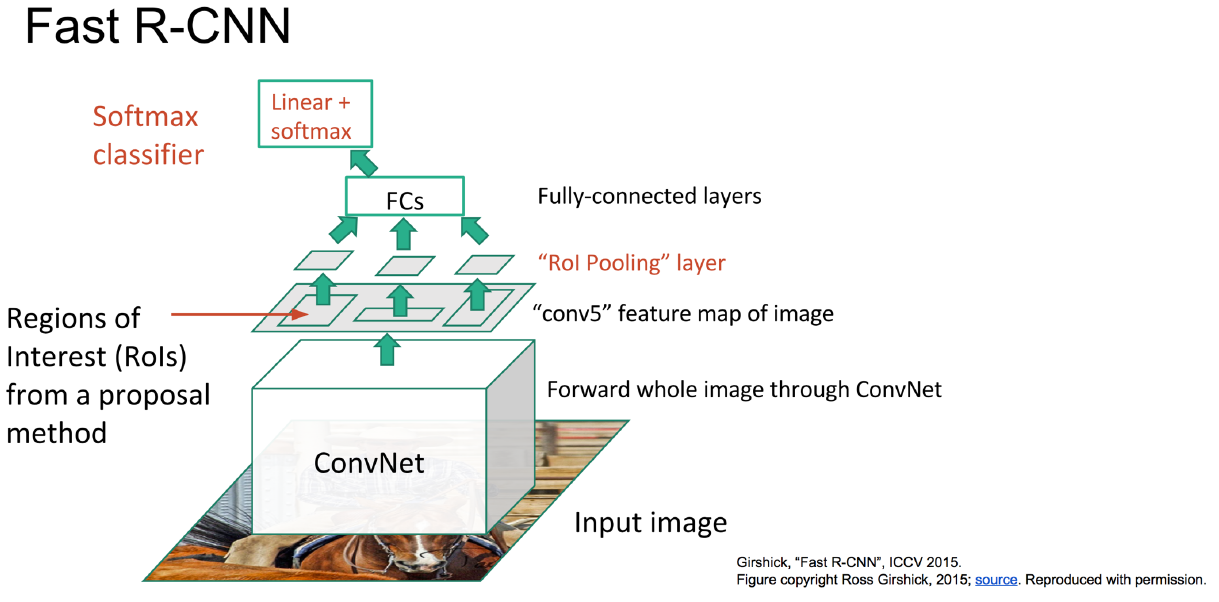 Fast R-CNN
Linear +
softmax
Softmax
classifier
FCs
Fully-connected layers
“RoI Pooling” layer
Regions of
Interest (RoIs)
from a proposal
method
“conv5” feature map of image
Forward whole image through ConvNet
ConvNet
Input image
Girshick, “Fast R-CNN”, ICCV 2015.
Figure copyright Ross Girshick, 2015; source. Reproduced with permission.